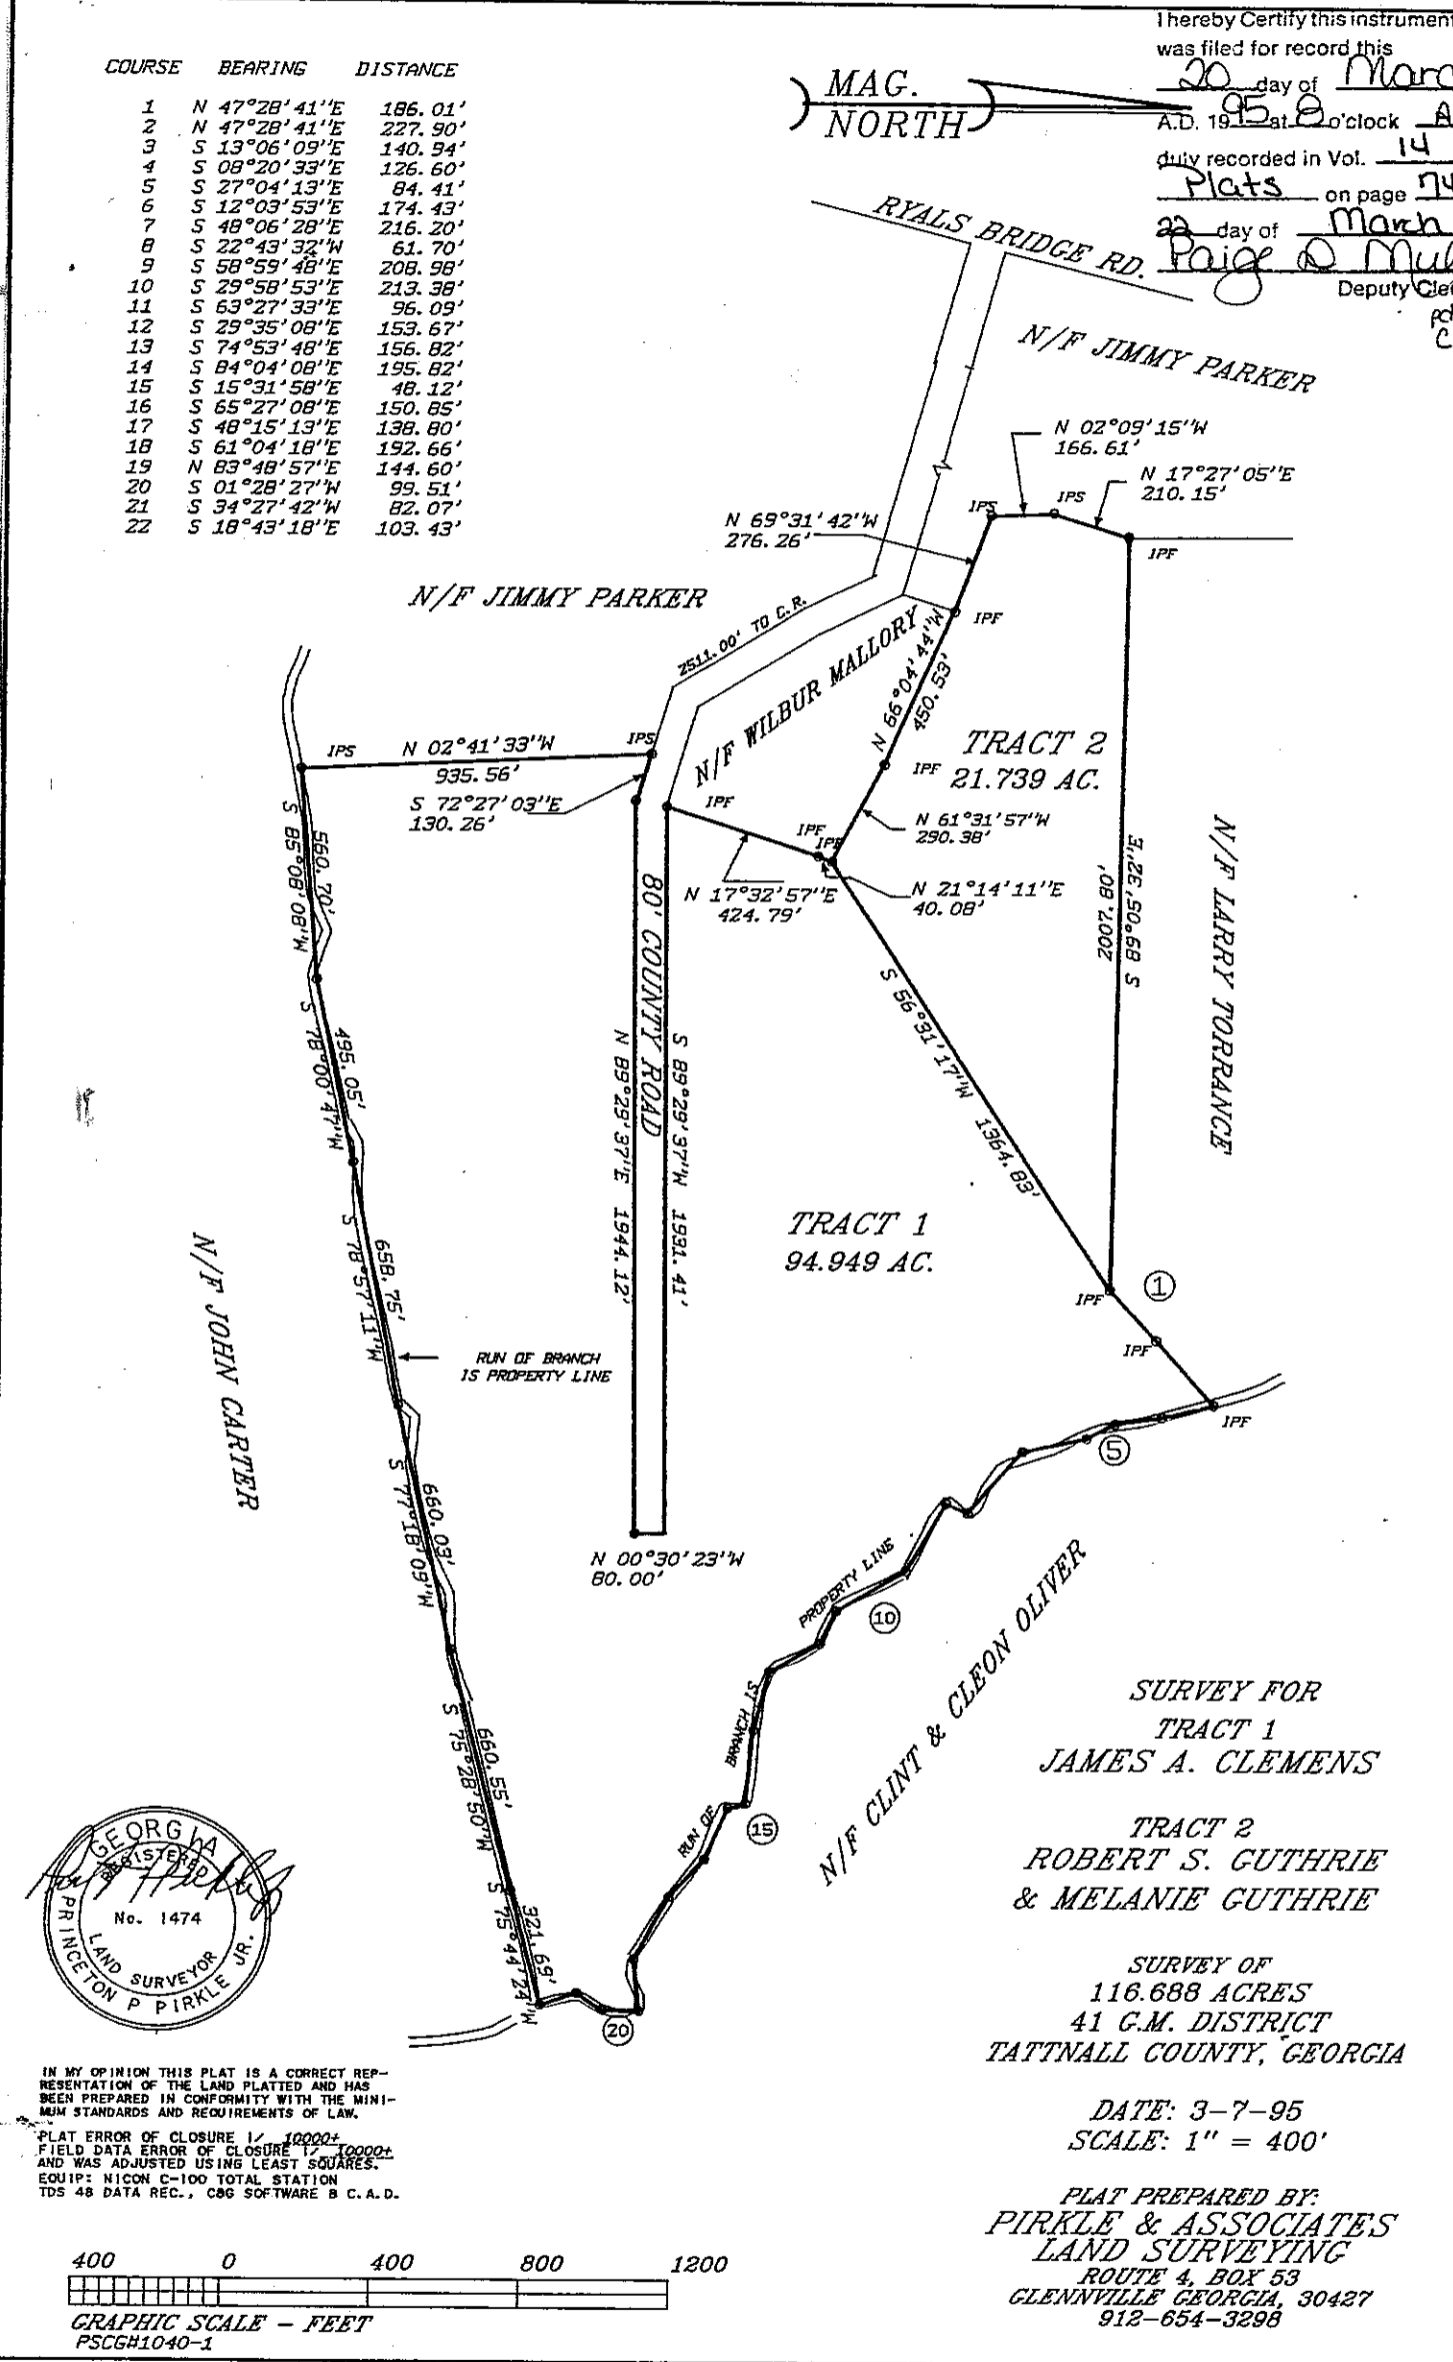 I hereby Certify this instrument
was filed for record this
20 day of
A.D. 1995 at 8 o'clock A
duly recorded in Vol. 14
Plats on page 74
22 day of March
Paige D
Deputy
COURSE BEARING DISTANCE
1 N 47°28'41"E 186.01'
2 N 47°28'41"E 227.90'
3 S 13°06'09"E 140.94'
4 S 08°20'33"E 126.60'
5 S 27°04'13"E 84.41'
6 S 12°03'53"E 174.43'
7 S 48°06'28"E 216.20'
8 S 22°43'32"W 61.70'
9 S 58°59'48"E 208.98'
10 S 29°58'53"E 213.38'
11 S 63°27'33"E 96.09'
12 S 29°35'08"E 153.67'
13 S 74°53'48"E 156.82'
14 S 84°04'08"E 195.82'
15 S 15°31'58"E 48.12'
16 S 65°27'08"E 150.85'
17 S 48°15'13"E 138.80'
18 S 61°04'18"E 192.66'
19 N 83°48'57"E 144.60'
20 S 01°28'27"W 99.51'
21 S 34°27'42"W 82.07'
22 S 18°43'18"E 103.43'
MAG.
NORTH
RYALS BRIDGE RD.
N/F JIMMY PARKER
N 02°09'15"W
166.61'
N 17°27'05"E
210.15'
IPS
IPS
IPF
N 69°31'42"W
276.26'
N/F JIMMY PARKER
2511.00' TO C.R.
IPF
N/F WILBUR MALLORY
N 66°04'44"W
450.53'
TRACT 2
21.739 AC.
IPS
N 02°41'33"W
935.56'
IPS
S 72°27'03"E
130.26'
IPF
IPF
N 61°31'57"W
290.38'
IPF
IPF
N 17°32'57"E
424.79'
N 21°14'11"E
40.08'
S 89°05'32"E
2007.80'
N/F LARRY TORRANCE
80' COUNTY ROAD
N 89°29'37"E 1944.12'
S 89°29'37"W 1931.41'
S 56°31'17"W 1364.83'
560.70'
S 85°08'08"W
495.05'
S 78°00'47"W
658.75'
S 78°57'11"W
660.03'
S 77°18'09"W
660.55'
S 75°28'50"W
321.69'
S 75°44'24"W
TRACT 1
94.949 AC.
N/F JOHN CARTER
RUN OF BRANCH
IS PROPERTY LINE
IPF
1
IPF
IPF
5
N 00°30'23"W
80.00'
10
15
20
RUN OF BRANCH IS PROPERTY LINE
N/F CLINT & CLEON OLIVER
SURVEY FOR
TRACT 1
JAMES A. CLEMENS
TRACT 2
ROBERT S. GUTHRIE
& MELANIE GUTHRIE
SURVEY OF
116.688 ACRES
41 G.M. DISTRICT
TATTNALL COUNTY, GEORGIA
DATE: 3-7-95
SCALE: 1" = 400'
PLAT PREPARED BY:
PIRKLE & ASSOCIATES
LAND SURVEYING
ROUTE 4, BOX 53
GLENNVILLE GEORGIA, 30427
912-654-3298
GEORGIA
REGISTERED
No. 1474
LAND SURVEYOR
PRINCETON P PIRKLE JR.
IN MY OPINION THIS PLAT IS A CORRECT REP-
RESENTATION OF THE LAND PLATTED AND HAS
BEEN PREPARED IN CONFORMITY WITH THE MINI-
MUM STANDARDS AND REQUIREMENTS OF LAW.
PLAT ERROR OF CLOSURE 1/ 10000+
FIELD DATA ERROR OF CLOSURE 1/ 10000+
AND WAS ADJUSTED USING LEAST SQUARES.
EQUIP: NICON C-100 TOTAL STATION
TDS 48 DATA REC., C&G SOFTWARE & C.A.D.
400 0 400 800 1200
GRAPHIC SCALE - FEET
PSCG#1040-1